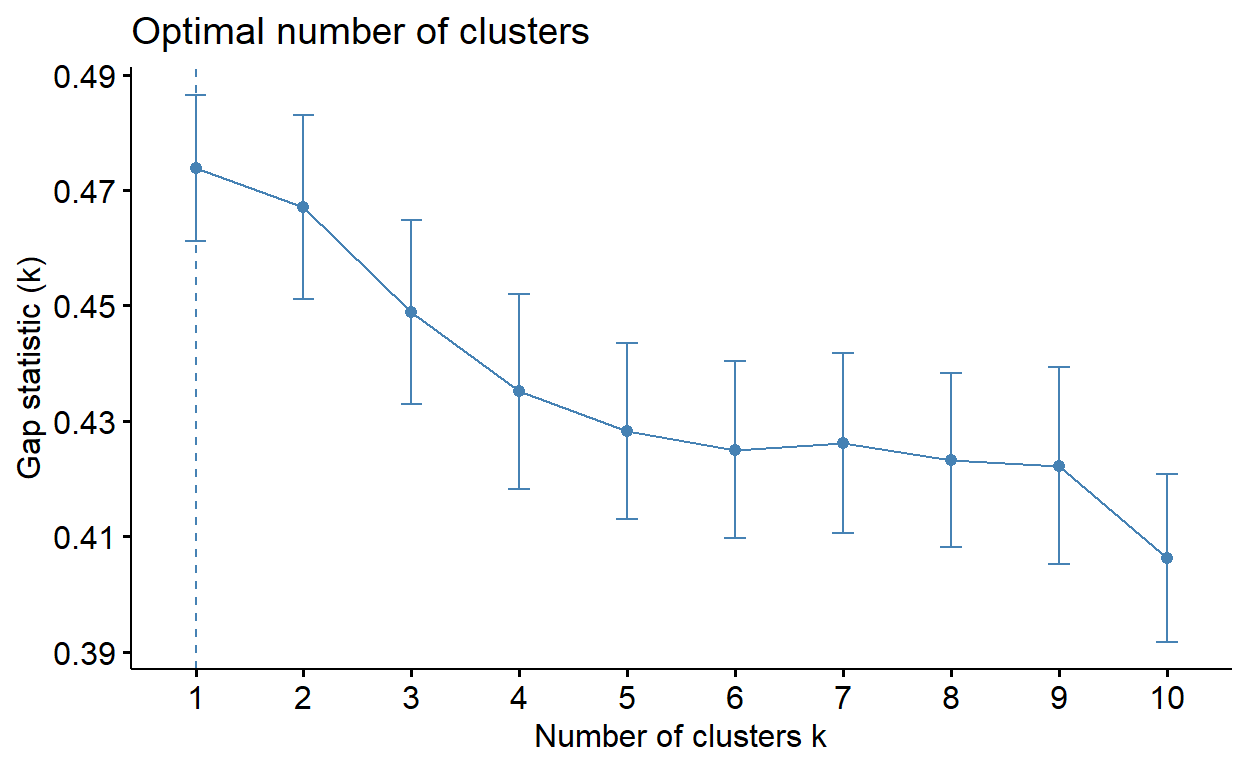 Optimal number of clusters
Gap statistic (k)
0.49
0.47
0.45
0.43
0.41
0.39
1 2 3 4 5 6 7 8 9 10
Number of clusters k